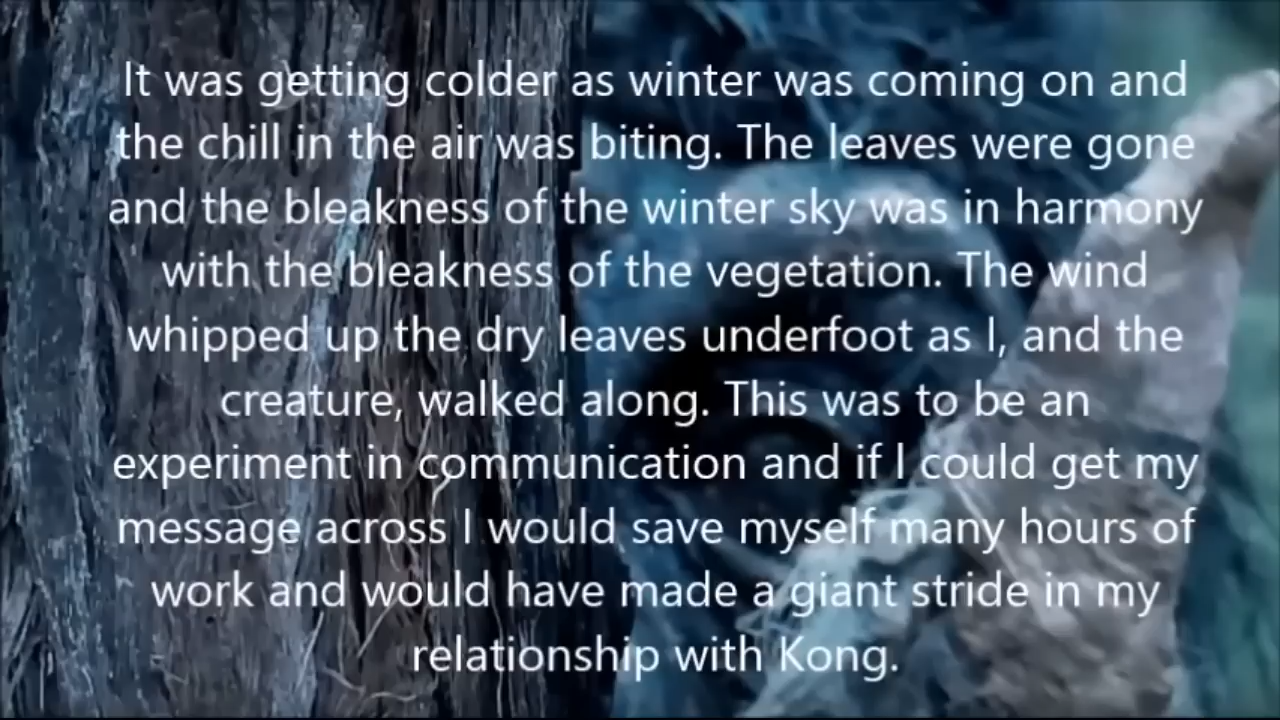 It was getting colder as winter was coming on and
the chill in the air was biting. The leaves were gone
and the bleakness of the winter sky was in harmony
with the bleakness of the vegetation. The wind
whipped up the dry leaves underfoot as I, and the
creature, walked along. This was to be an
experiment in communication and if I could get my
message across I would save myself many hours of
work and would have made a giant stride in my
relationship with Kong.